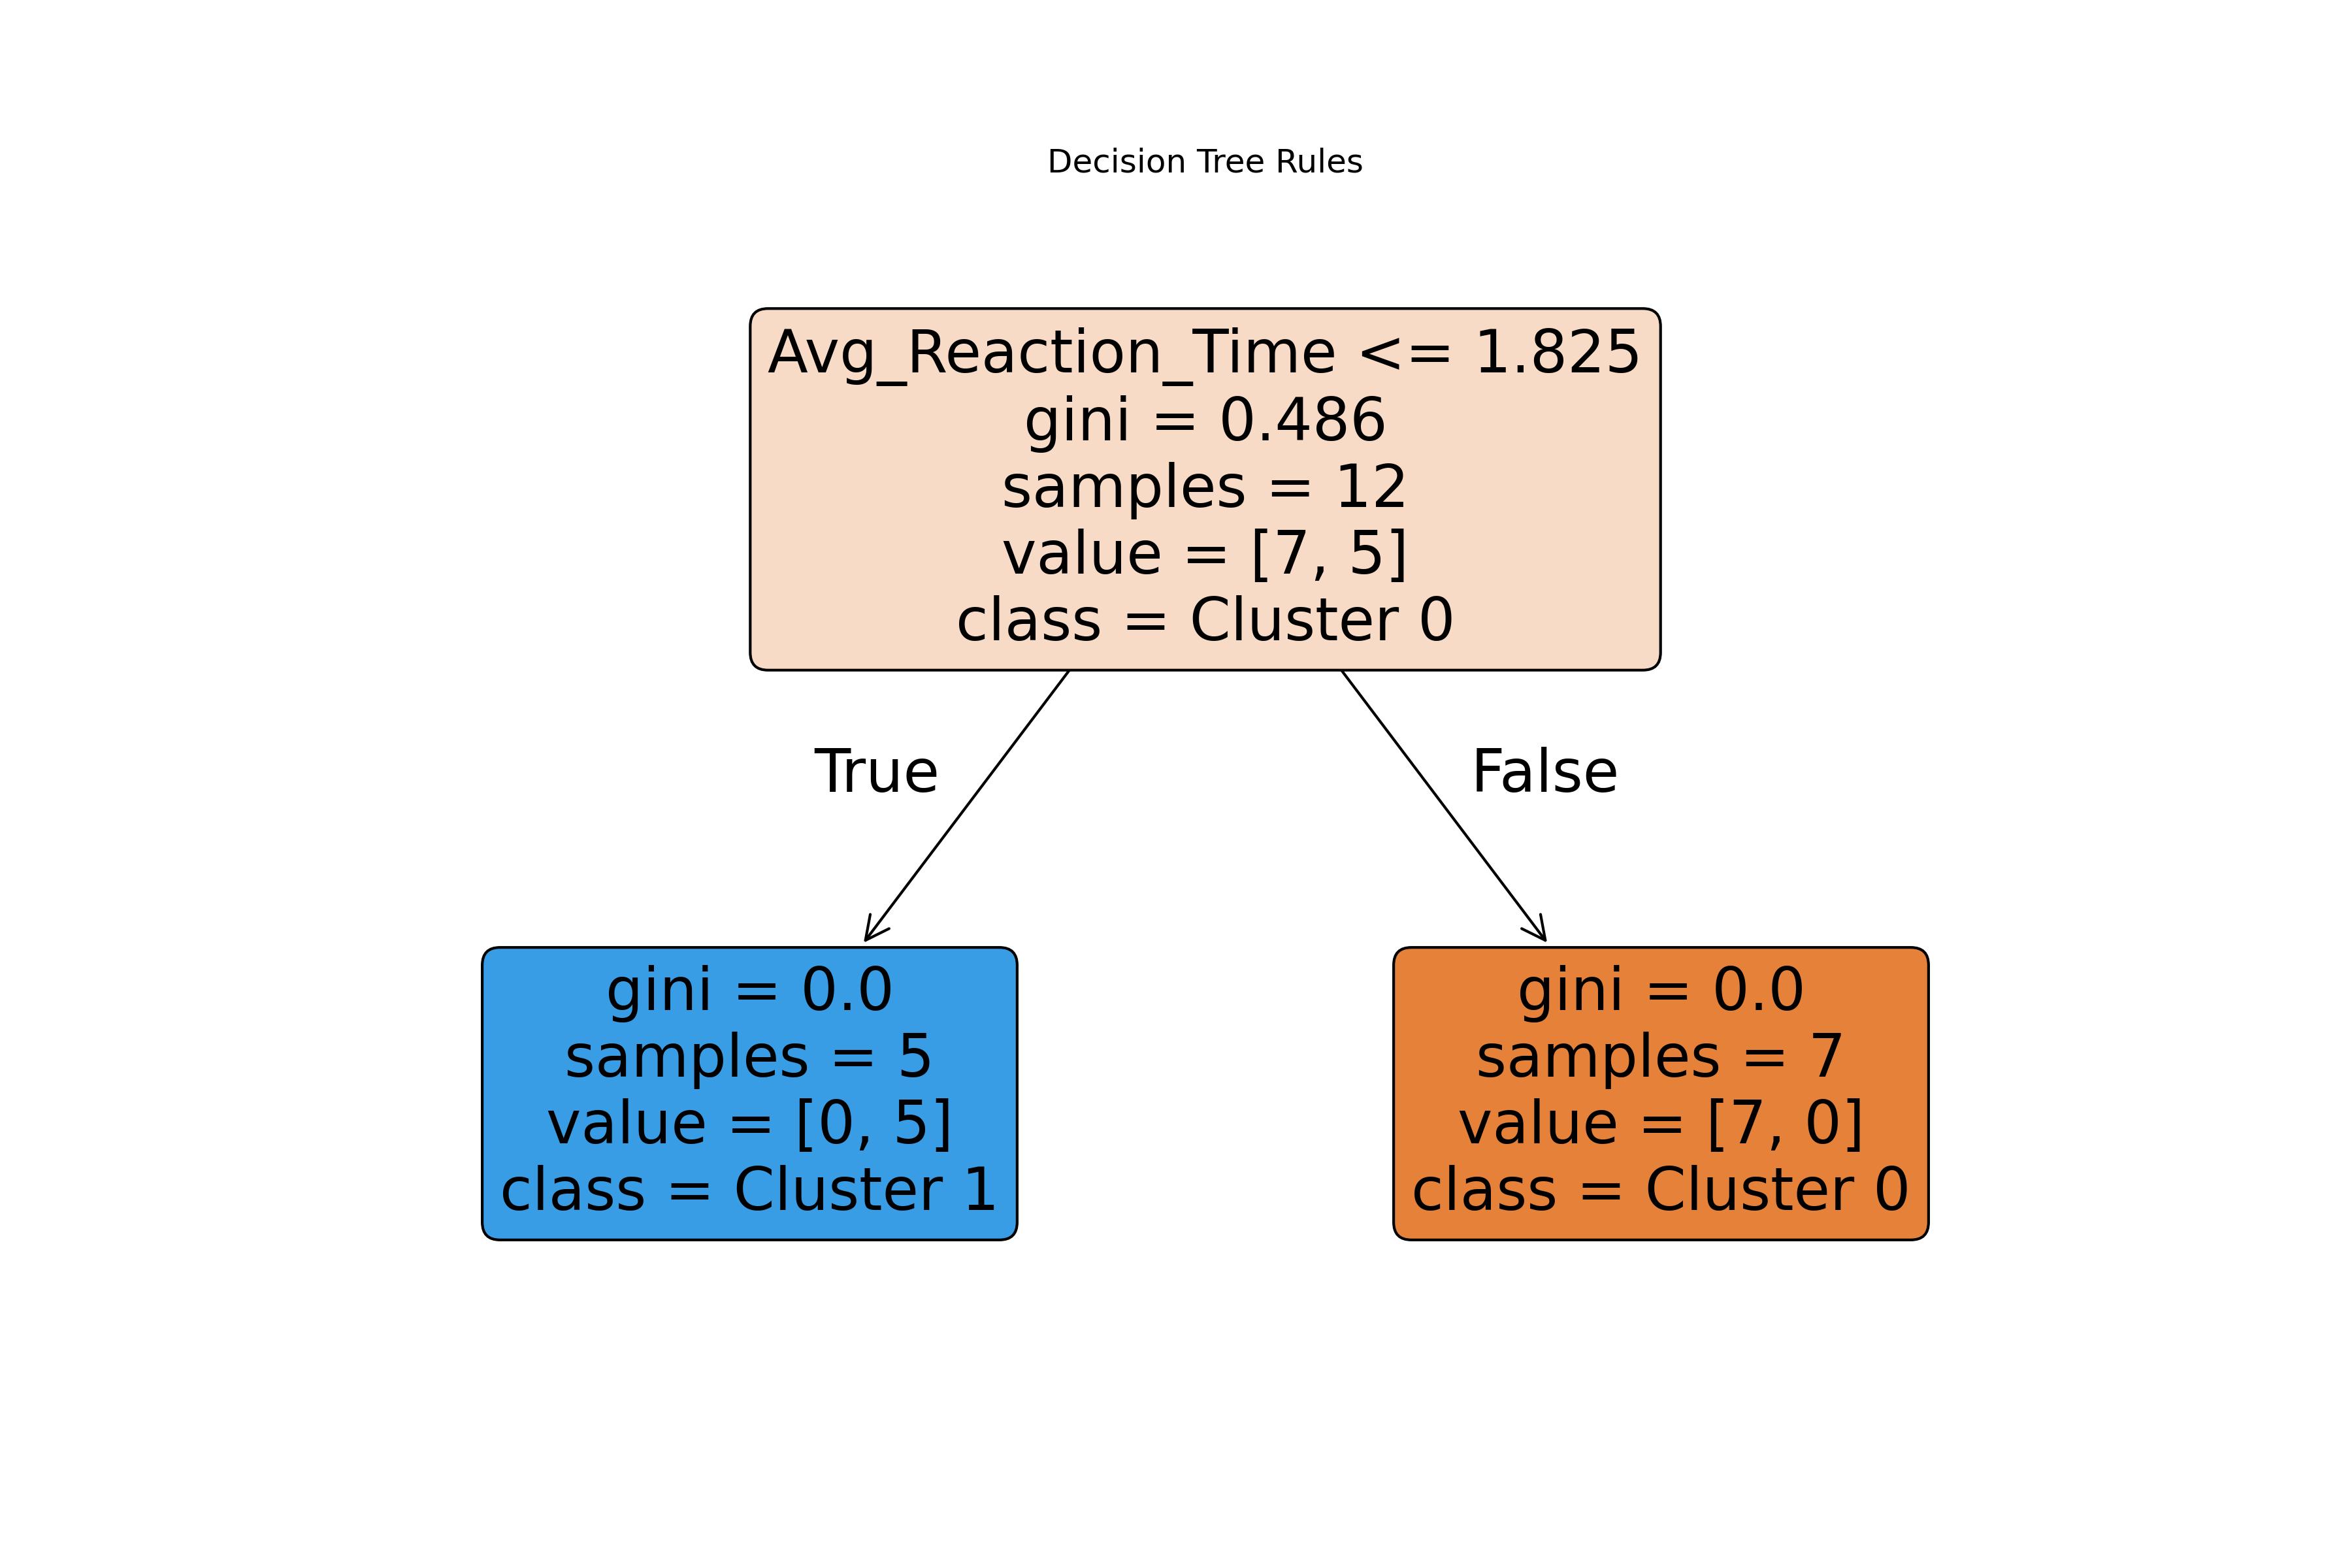 Decision Tree Rules
Avg_Reaction_Time <= 1.825
gini = 0.486
samples = 12
value = [7, 5]
class = Cluster 0
True
False
gini = 0.0
samples = 5
value = [0, 5]
class = Cluster 1
gini = 0.0
samples = 7
value = [7, 0]
class = Cluster 0